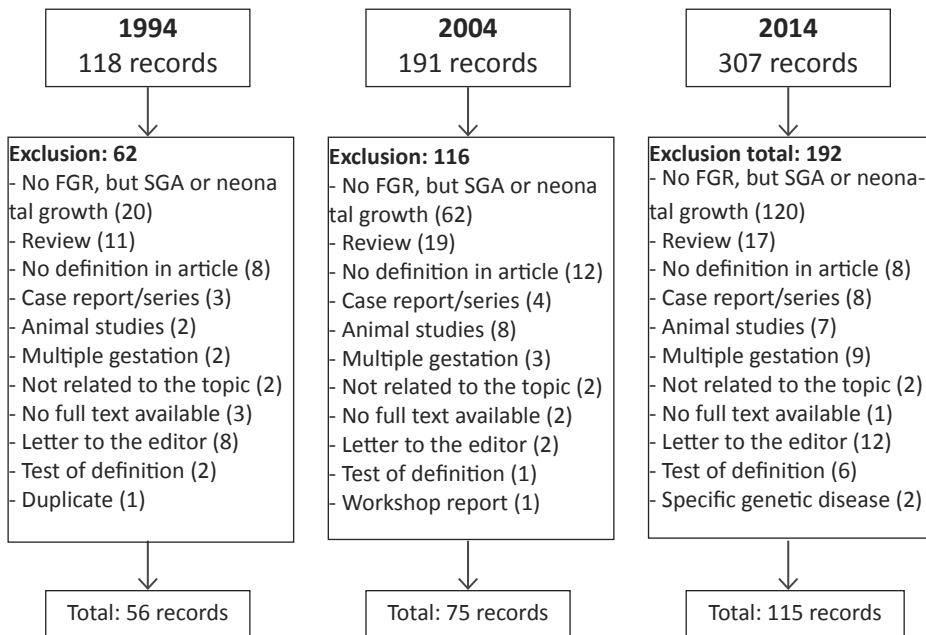 1994
118 records
Exclusion: 62
- No FGR, but SGA or neona
tal growth (20)
- Review (11)
- No definition in article (8)
- Case report/series (3)
- Animal studies (2)
- Multiple gestation (2)
- Not related to the topic (2)
- No full text available (3)
- Letter to the editor (8)
- Test of definition (2)
- Duplicate (1)
Total: 56 records
2004
191 records
Exclusion: 116
- No FGR, but SGA or neona
tal growth (62)
- Review (19)
- No definition in article (12)
- Case report/series (4)
- Animal studies (8)
- Multiple gestation (3)
- Not related to the topic (2)
- No full text available (2)
- Letter to the editor (2)
- Test of definition (1)
- Workshop report (1)
Total: 75 records
2014
307 records
Exclusion total: 192
- No FGR, but SGA or neona-
tal growth (120)
- Review (17)
- No definition in article (8)
- Case report/series (8)
- Animal studies (7)
- Multiple gestation (9)
- Not related to the topic (2)
- No full text available (1)
- Letter to the editor (12)
- Test of definition (6)
- Specific genetic disease (2)
Total: 115 records